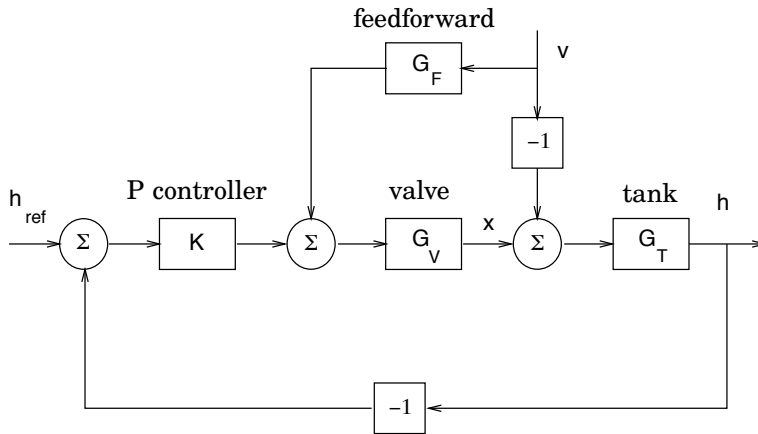 feedforward
v
G_F
−1
P controller
valve
tank
h_ref
x
h
Σ
K
Σ
G_V
Σ
G_T
−1